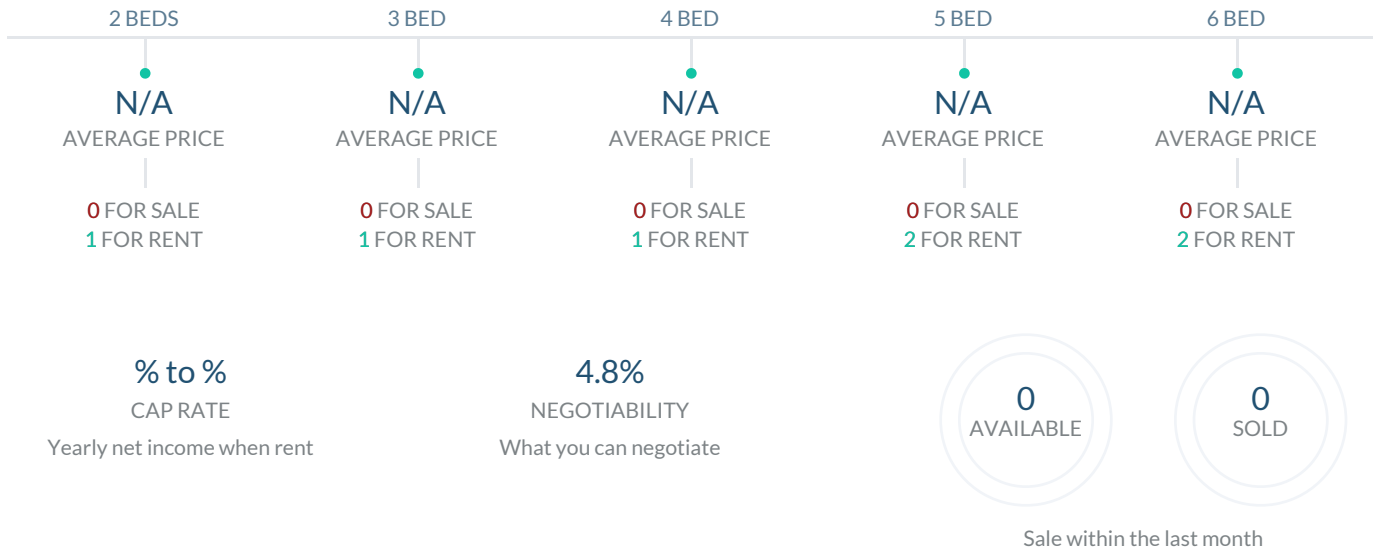 2 BEDS
3 BED
4 BED
5 BED
6 BED
N/A
AVERAGE PRICE
0 FOR SALE
1 FOR RENT
N/A
AVERAGE PRICE
0 FOR SALE
1 FOR RENT
N/A
AVERAGE PRICE
0 FOR SALE
1 FOR RENT
N/A
AVERAGE PRICE
0 FOR SALE
2 FOR RENT
N/A
AVERAGE PRICE
0 FOR SALE
2 FOR RENT
% to %
CAP RATE
Yearly net income when rent
4.8%
NEGOTIABILITY
What you can negotiate
0
AVAILABLE
0
SOLD
Sale within the last month